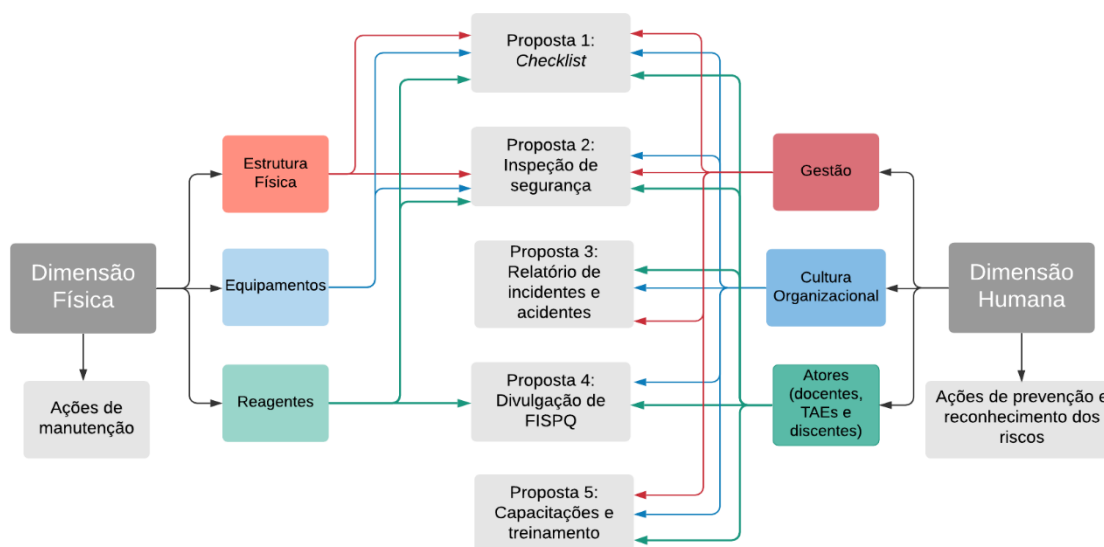 Proposta 1:
Checklist
Proposta 2:
Inspeção de
segurança
Estrutura
Física
Gestão
Dimensão
Física
Equipamentos
Proposta 3:
Relatório de
incidentes e
acidentes
Cultura
Organizacional
Dimensão
Humana
Ações de
manutenção
Reagentes
Proposta 4:
Divulgação de
FISPQ
Atores
(docentes,
TAEs e
discentes)
Ações de prevenção e
reconhecimento dos
riscos
Proposta 5:
Capacitações e
treinamento